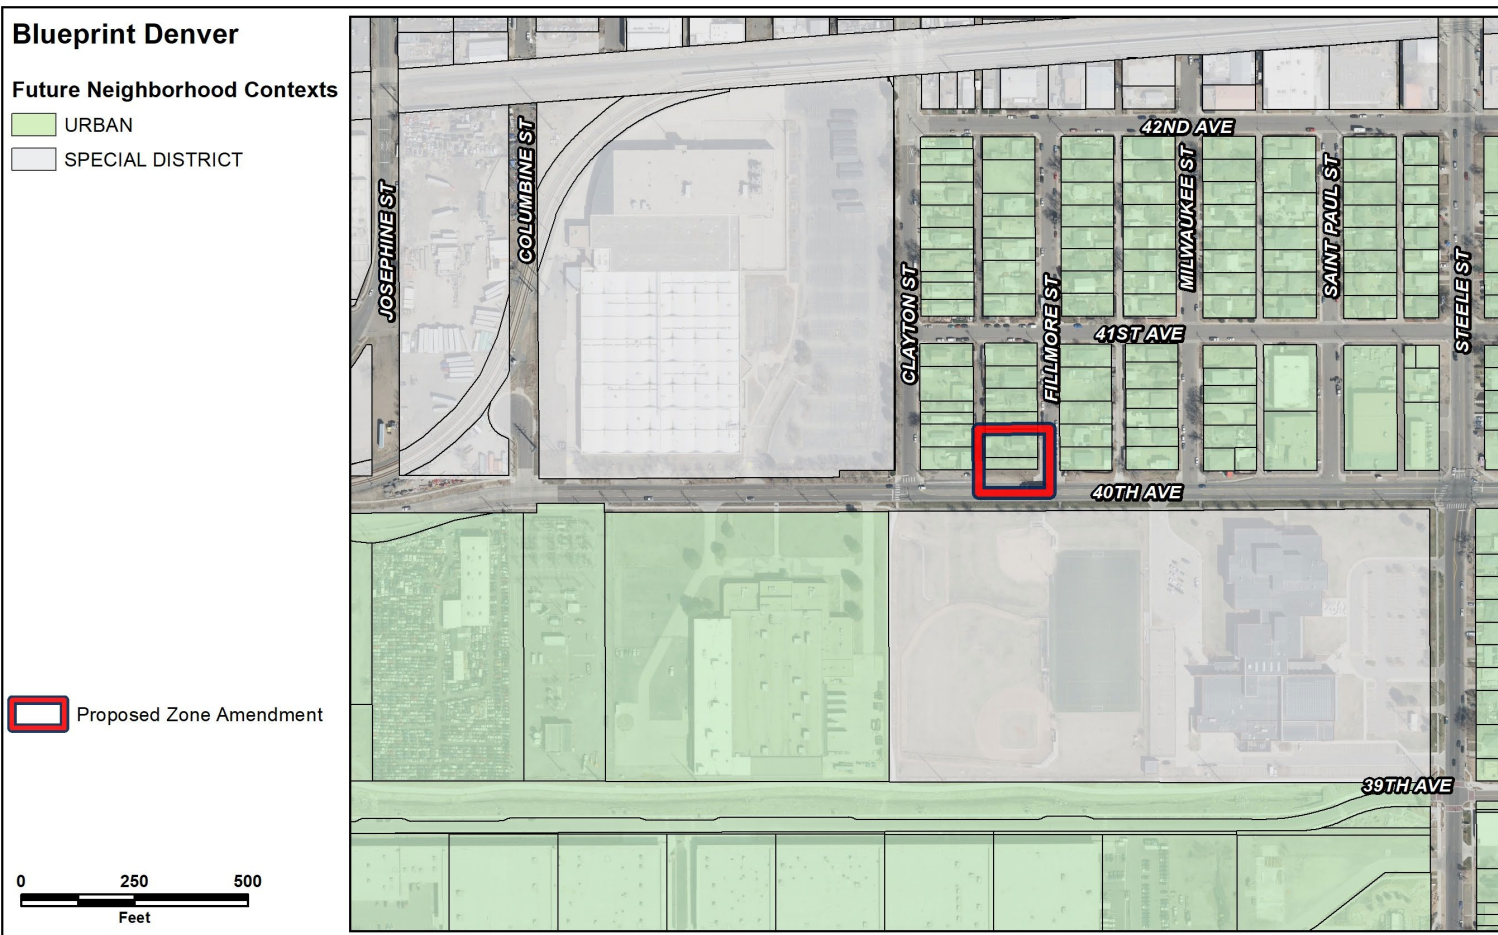 Blueprint Denver
Future Neighborhood Contexts
URBAN
SPECIAL DISTRICT
Proposed Zone Amendment
0 250 500
Feet
JOSEPHINE ST
COLUMBINE ST
CLAYTON ST
FILLMORE ST
MILWAUKEE ST
SAINT PAUL ST
STEELE ST
42ND AVE
41ST AVE
40TH AVE
39TH AVE